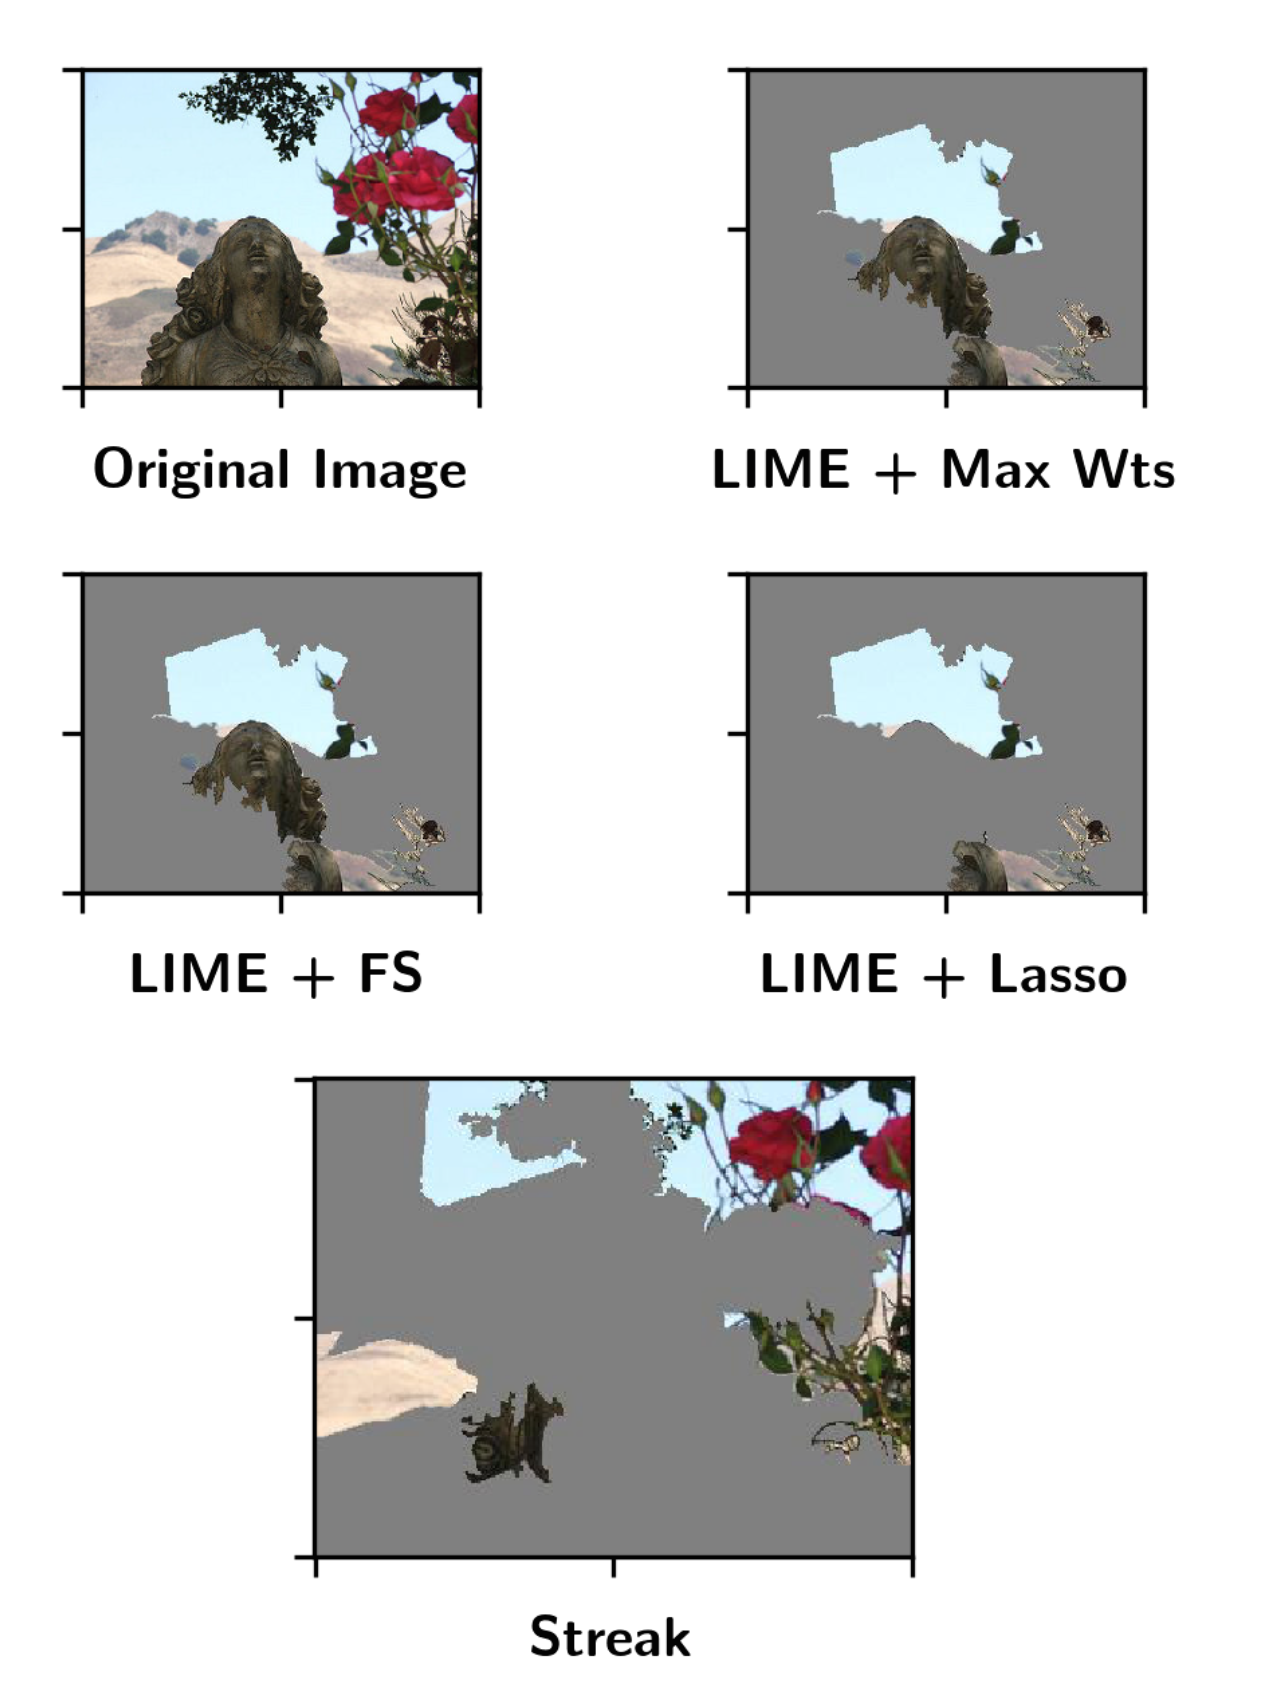 Original Image
LIME + Max Wts
LIME + FS
LIME + Lasso
Streak